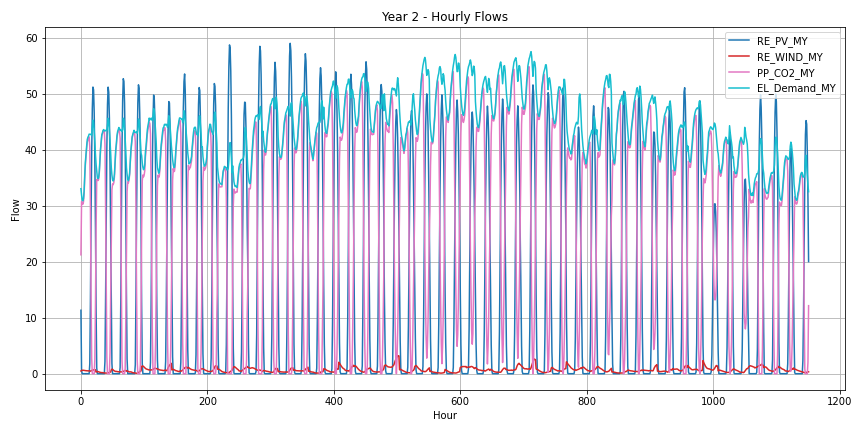 Year 2 - Hourly Flows
RE_PV_MY
RE_WIND_MY
PP_CO2_MY
EL_Demand_MY
Flow
60
50
40
30
20
10
0
0 200 400 600 800 1000 1200
Hour